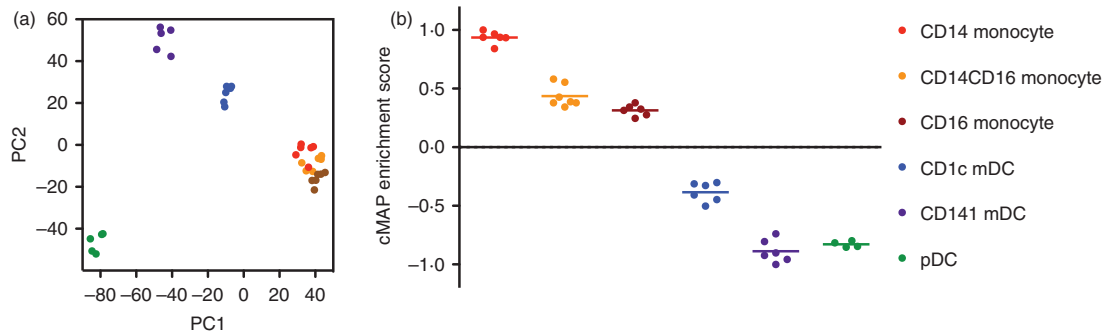 (a)
60
40
20
0
−20
−40
PC2
−80 −60 −40 −20 0 20 40
PC1
(b)
1·0
0·5
0·0
−0·5
−1·0
cMAP enrichment score
CD14 monocyte
CD14CD16 monocyte
CD16 monocyte
CD1c mDC
CD141 mDC
pDC